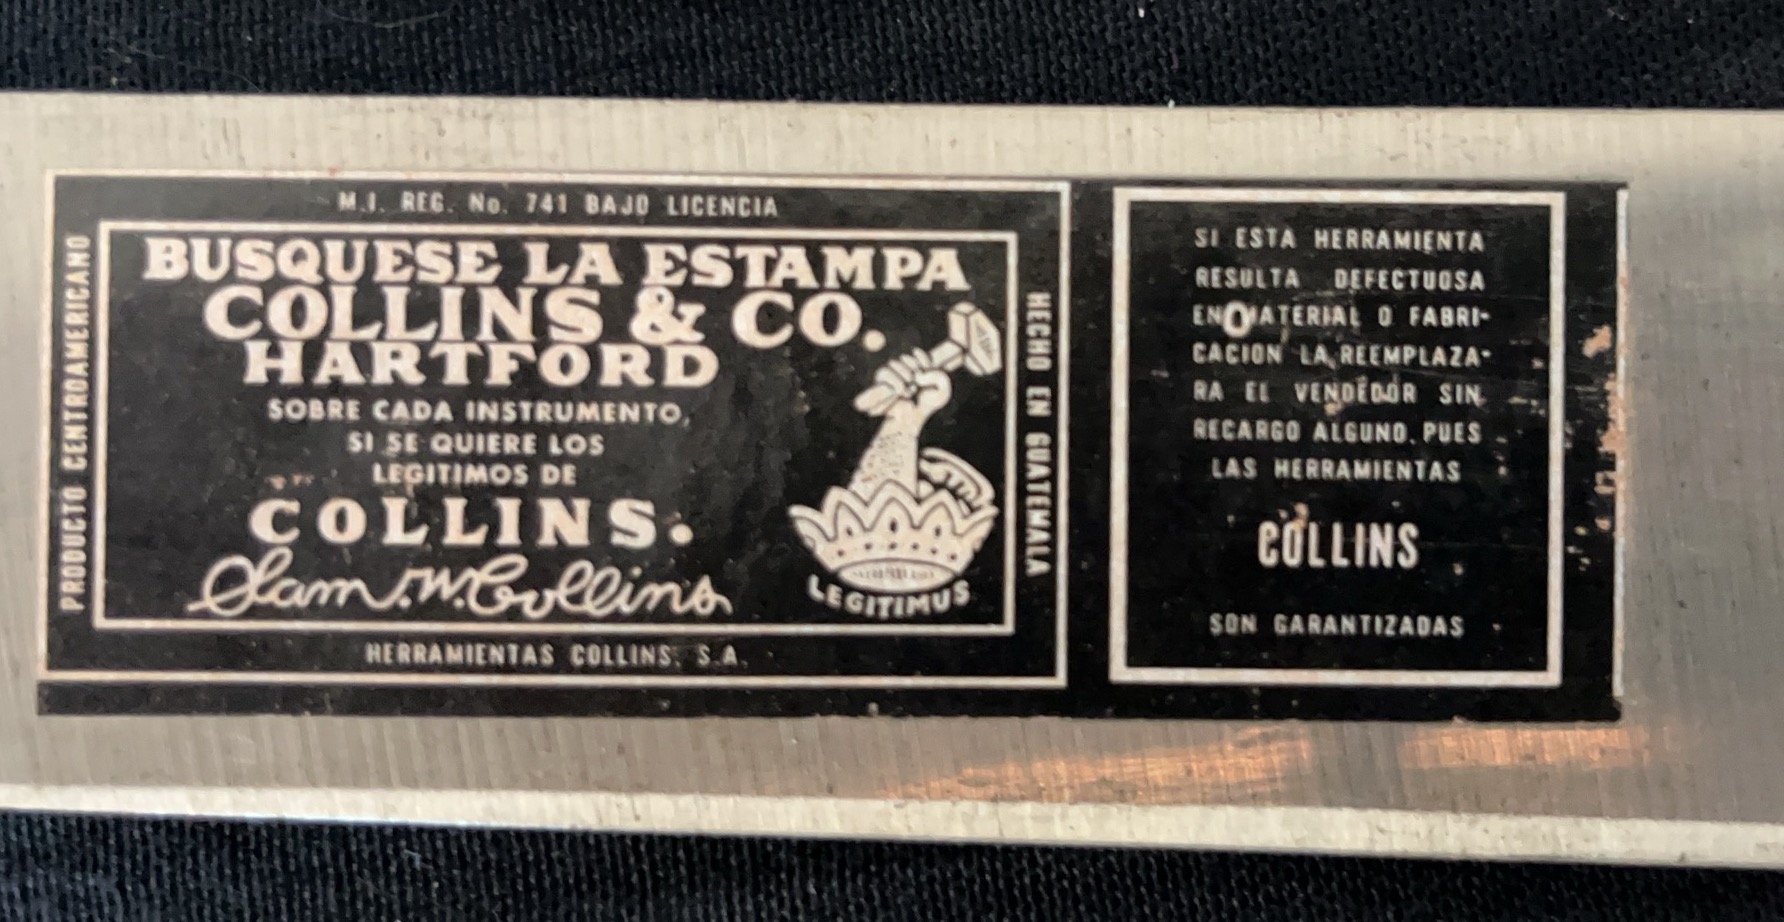 M.I. REG. No. 741 BAJO LICENCIA
PRODUCTO CENTROAMERICANO
BUSQUESE LA ESTAMPA
COLLINS & CO.
HARTFORD
SOBRE CADA INSTRUMENTO,
SI SE QUIERE LOS
LEGITIMOS DE
COLLINS.
Sam. W. Collins
LEGITIMUS
HECHO EN GUATEMALA
HERRAMIENTAS COLLINS, S.A.
SI ESTA HERRAMIENTA
RESULTA DEFECTUOSA
EN MATERIAL O FABRI-
CACION LA REEMPLAZA-
RA EL VENDEDOR SIN
RECARGO ALGUNO, PUES
LAS HERRAMIENTAS
COLLINS
SON GARANTIZADAS